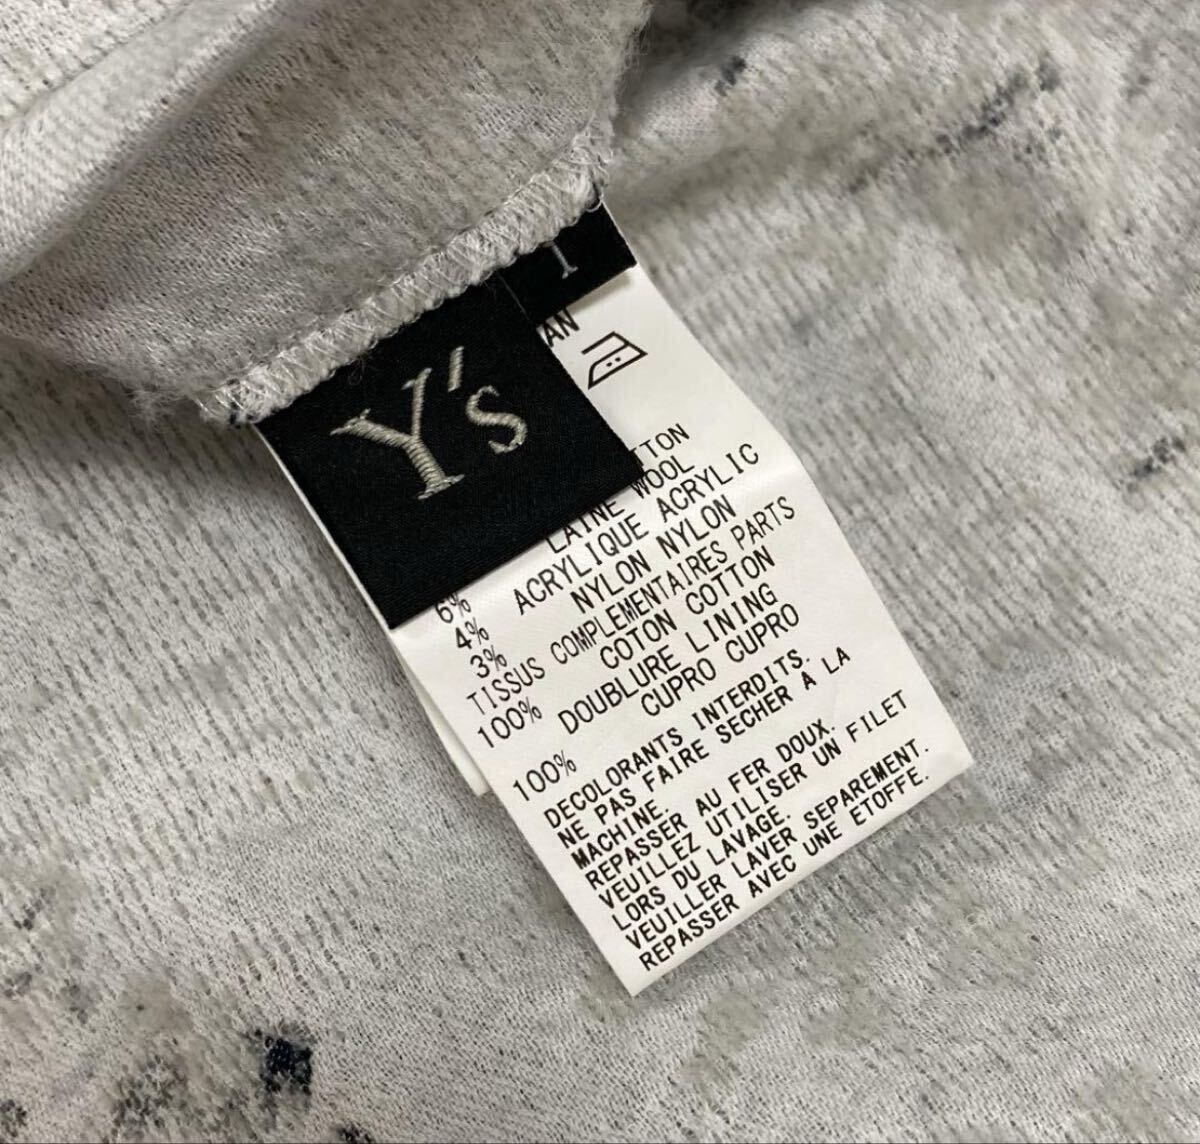 1
Y's
LAINE WOOL
6% ACRYLIQUE ACRYLIC
4% NYLON NYLON
3%
TISSUS COMPLEMENTAIRES PARTS
100% COTON COTTON
DOUBLURE LINING
100% CUPRO CUPRO
DECOLORANTS INTERDITS.
NE PAS FAIRE SECHER À LA
MACHINE.
REPASSER AU FER DOUX.
VEUILLEZ UTILISER UN FILET
LORS DU LAVAGE.
VEUILLER LAVER SEPAREMENT.
REPASSER AVEC UNE ETOFFE.